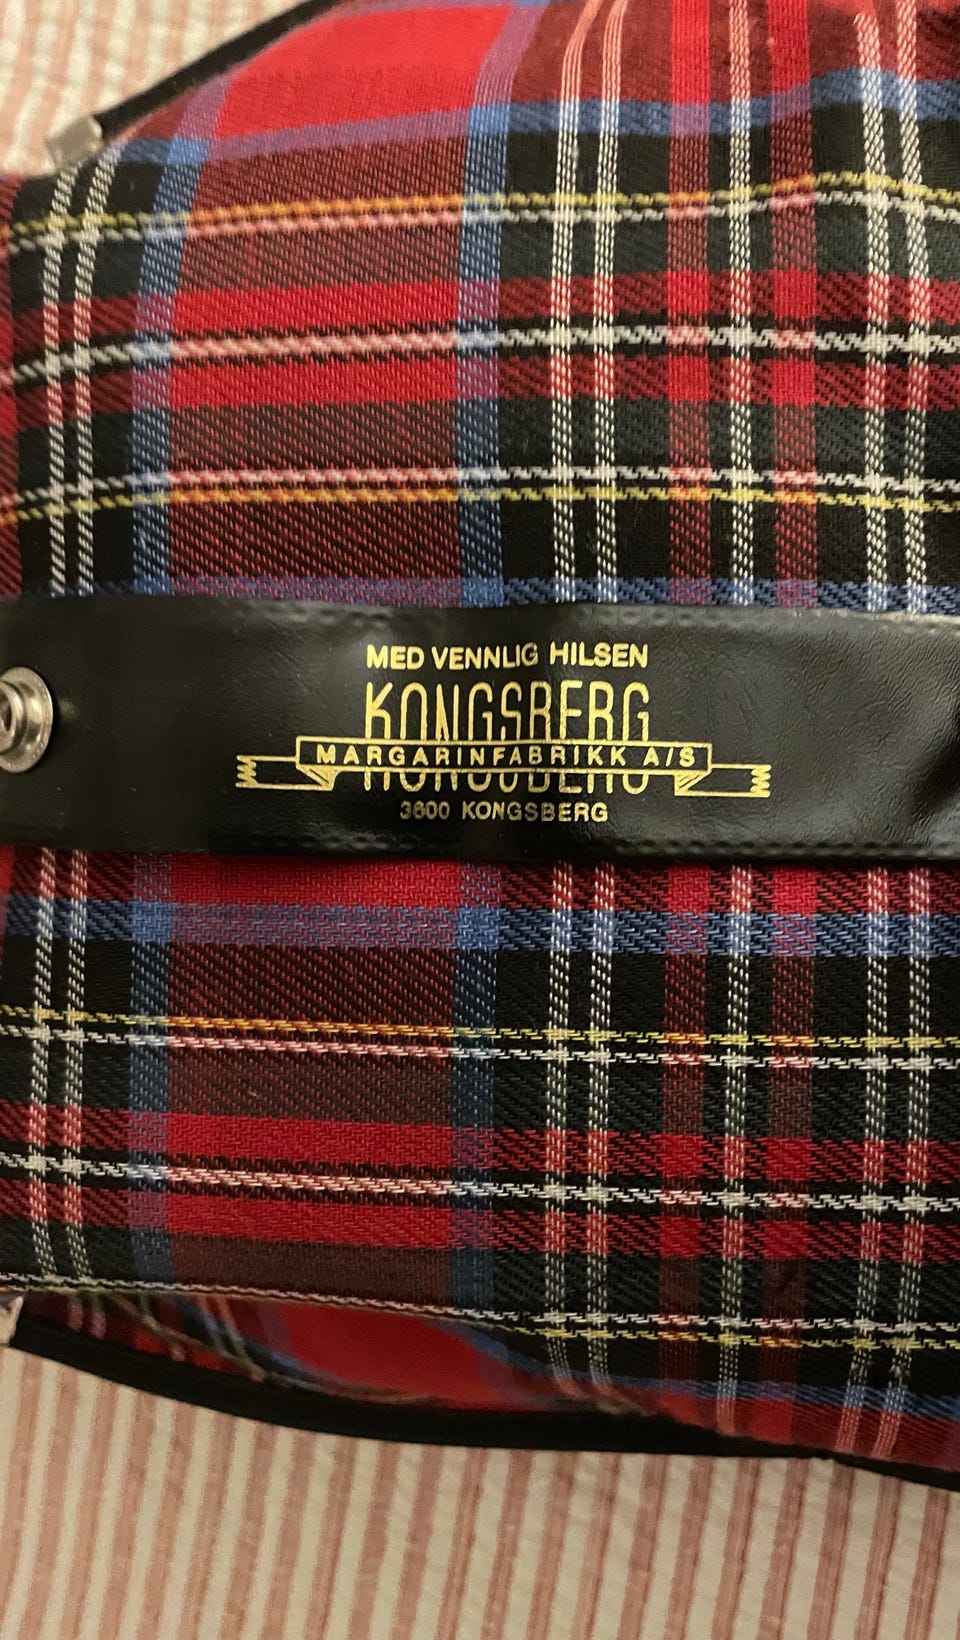 MED VENNLIG HILSEN
KONGSBERG
MARGARINFABRIKK A/S
3600 KONGSBERG